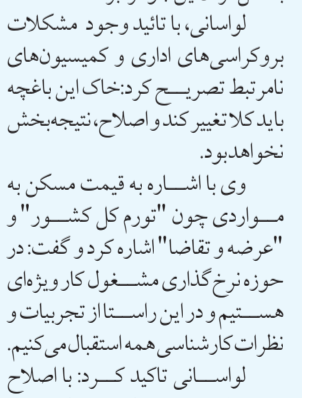 لواسانی، با تائید وجود مشکلات
بروکراسی‌های اداری و کمیسیون‌های
نامرتبط تصریح کرد:خاک این باغچه
باید کلا تغییر کند و اصلاح، نتیجه‌بخش
نخواهد بود.
وی با اشاره به قیمت مسکن به
مواردی چون "تورم کل کشور" و
"عرضه و تقاضا" اشاره کرد و گفت: در
حوزه نرخ‌گذاری مشغول کار ویژه‌ای
هستیم و در این راستا از تجربیات و
نظرات کارشناسی همه استقبال می‌کنیم.
لواسانی تاکید کرد: با اصلاح